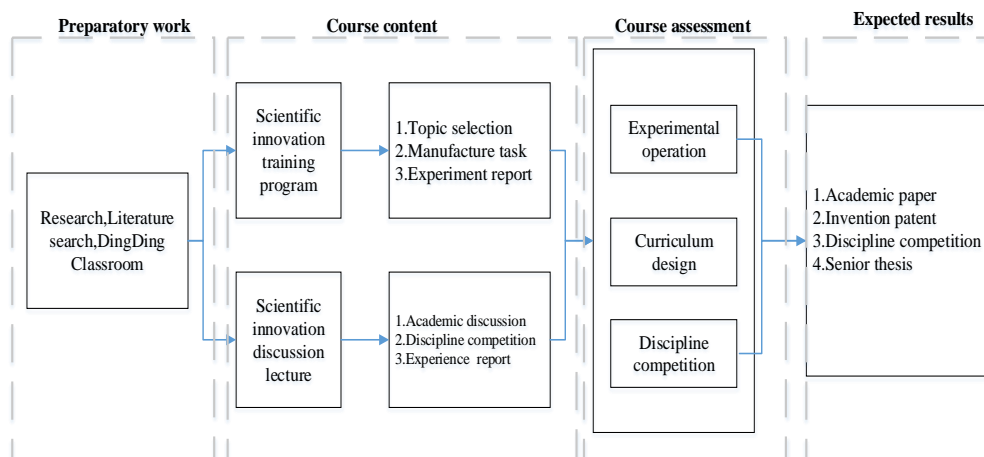 Preparatory work
Course content
Course assessment
Expected results
Research,Literature
search,DingDing
Classroom
Scientific
innovation
training
program
1.Topic selection
2.Manufacture task
3.Experiment report
Scientific
innovation
discussion
lecture
1.Academic discussion
2.Discipline competition
3.Experience report
Experimental
operation
Curriculum
design
Discipline
competition
1.Academic paper
2.Invention patent
3.Discipline competition
4.Senior thesis